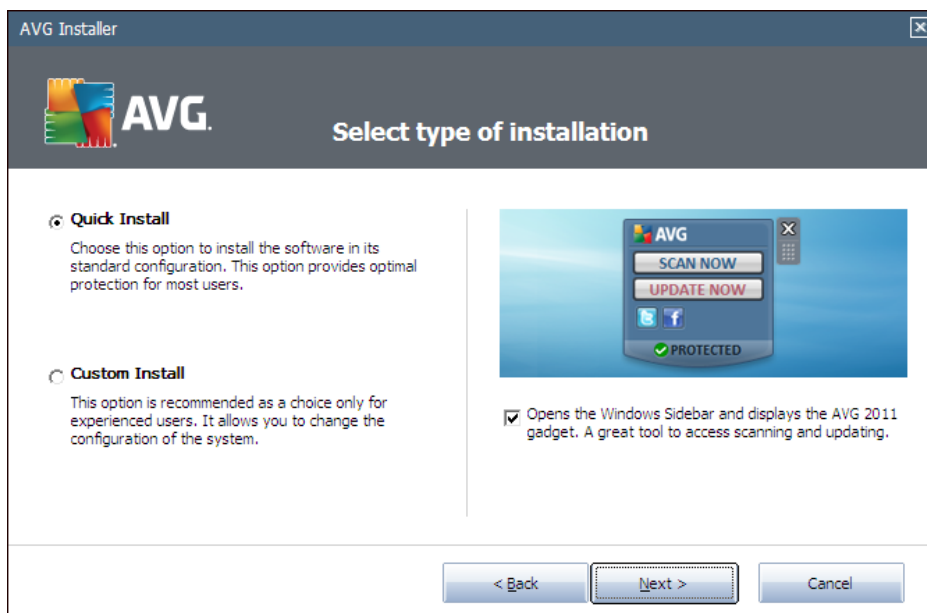 AVG Installer
AVG.
Select type of installation
Quick Install
Choose this option to install the software in its
standard configuration. This option provides optimal
protection for most users.
Custom Install
This option is recommended as a choice only for
experienced users. It allows you to change the
configuration of the system.
AVG
SCAN NOW
UPDATE NOW
PROTECTED
Opens the Windows Sidebar and displays the AVG 2011
gadget. A great tool to access scanning and updating.
< Back
Next >
Cancel